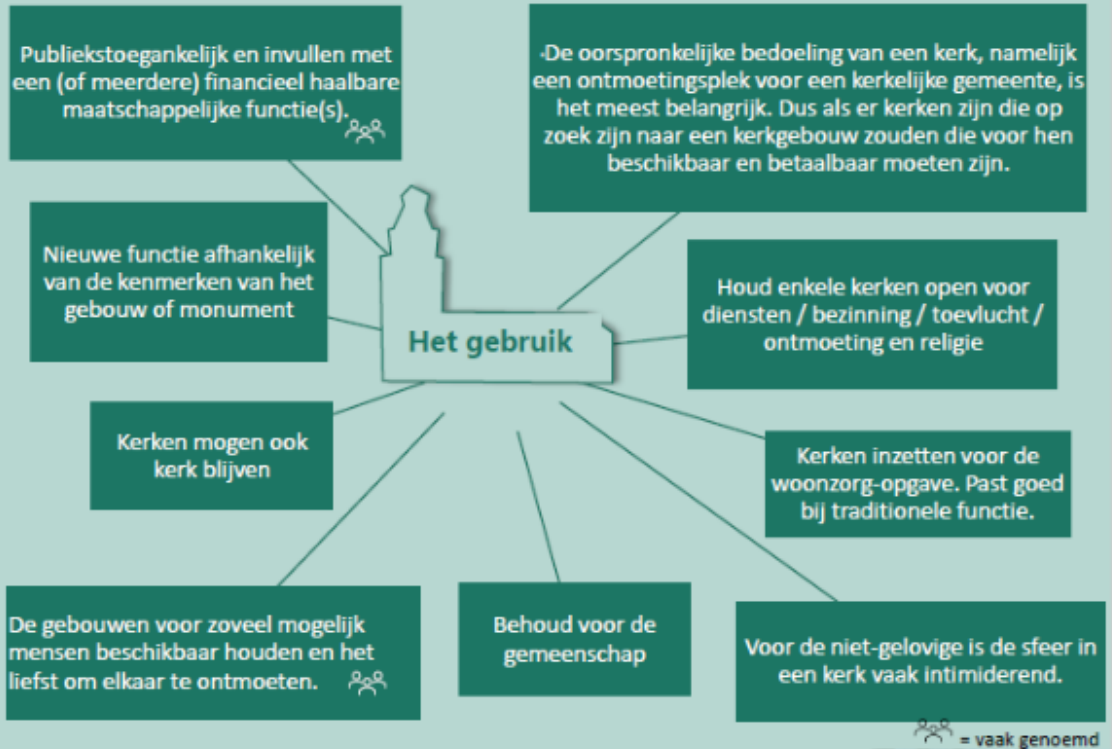 Publiekstoegankelijk en invullen met
een (of meerdere) financieel haalbare
maatschappelijke functie(s).
·De oorspronkelijke bedoeling van een kerk, namelijk
een ontmoetingsplek voor een kerkelijke gemeente, is
het meest belangrijk. Dus als er kerken zijn die op
zoek zijn naar een kerkgebouw zouden die voor hen
beschikbaar en betaalbaar moeten zijn.
Nieuwe functie afhankelijk
van de kenmerken van het
gebouw of monument
Het gebruik
Houd enkele kerken open voor
diensten / bezinning / toevlucht /
ontmoeting en religie
Kerken mogen ook
kerk blijven
Kerken inzetten voor de
woonzorg-opgave. Past goed
bij traditionele functie.
De gebouwen voor zoveel mogelijk
mensen beschikbaar houden en het
liefst om elkaar te ontmoeten.
Behoud voor de
gemeenschap
Voor de niet-gelovige is de sfeer in
een kerk vaak intimiderend.
= vaak genoemd